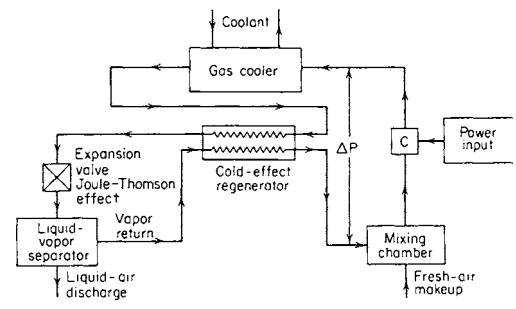 Coolant
Gas cooler
Power
input
C
ΔP
Expansion
valve
Joule-Thomson
effect
Cold-effect
regenerator
Vapor
return
Liquid-
vapor
separator
Mixing
chamber
Liquid-air
discharge
Fresh-air
makeup